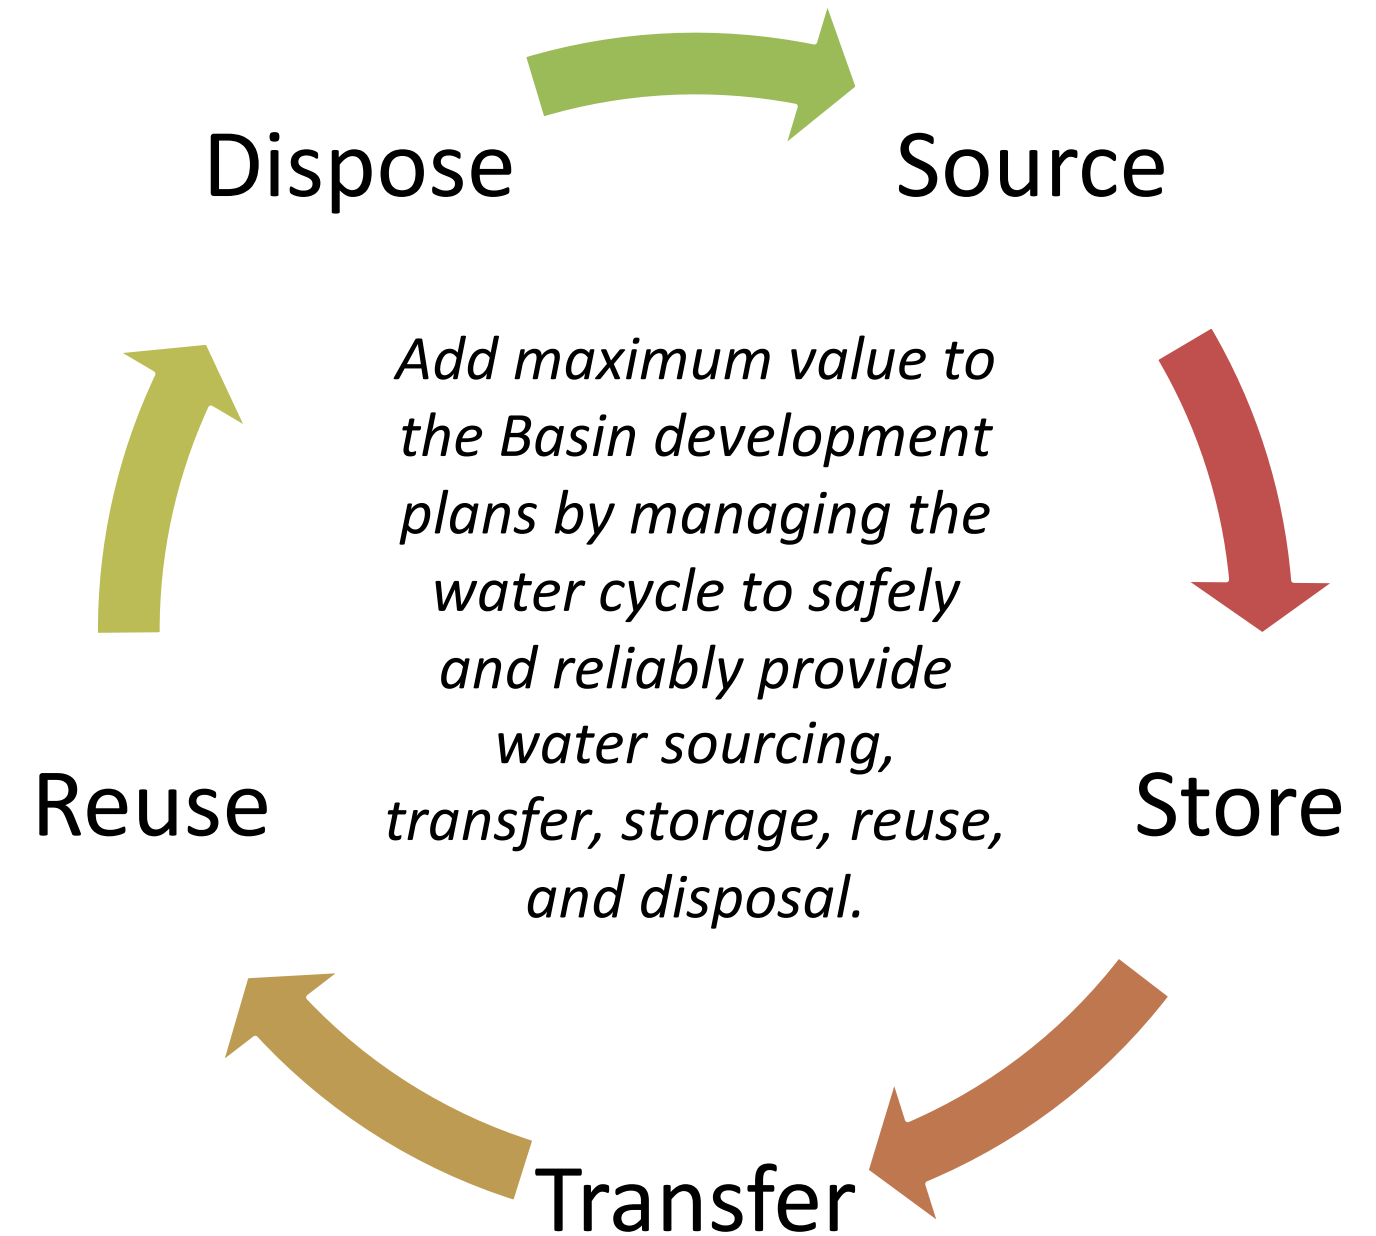 Dispose
Source
Add maximum value to
the Basin development
plans by managing the
water cycle to safely
and reliably provide
water sourcing,
transfer, storage, reuse,
and disposal.
Reuse
Store
Transfer